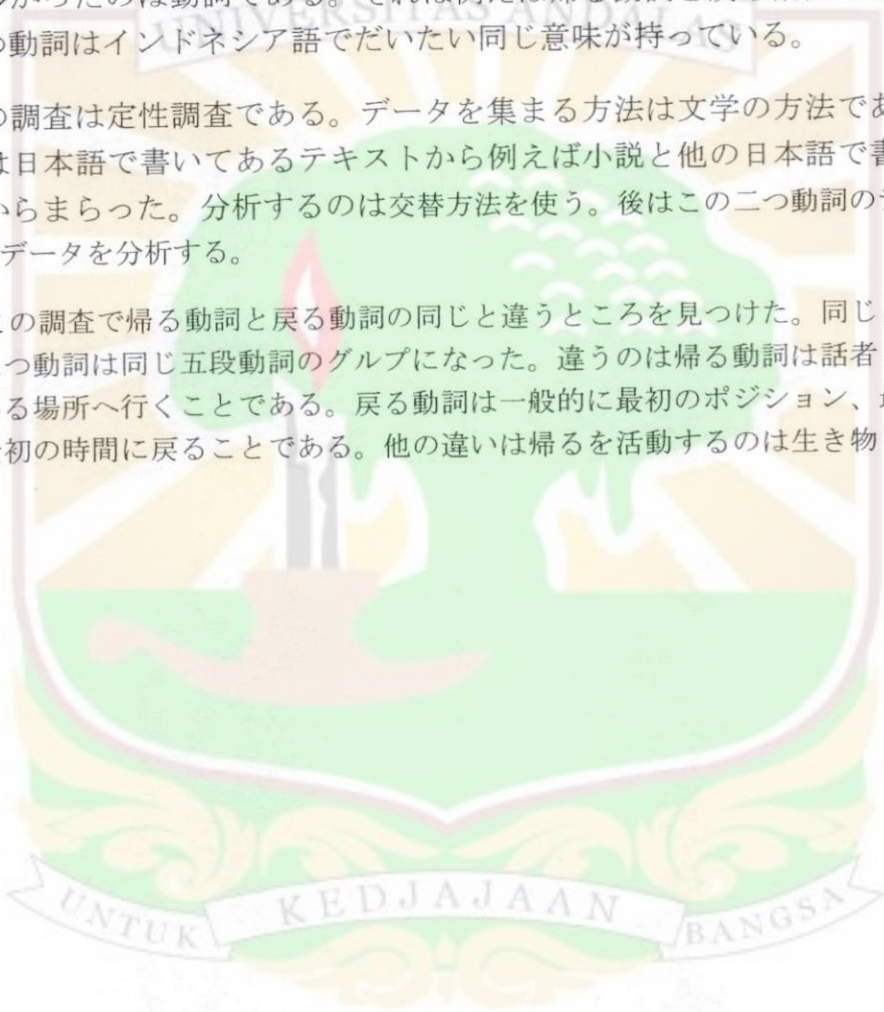 かったのは動詞である。それは例えば帰る動詞と戻る
動詞はインドネシア語でだいたい同じ意味が持っている。
調査は定性調査である。データを集まる方法は文学の方法であ
は日本語で書いてあるテキストから例えば小説と他の日本語で書
からまらった。分析するのは交替方法を使う。後はこの二つ動詞の
データを分析する。
の調査で帰る動詞と戻る動詞の同じと違うところを見つけた。同じ
つ動詞は同じ五段動詞のグルプになった。違うのは帰る動詞は話者
る場所へ行くことである。戻る動詞は一般的に最初のポジション、
初の時間に戻ることである。他の違いは帰るを活動するのは生き物
UNIVERSITAS ANDALAS
UNTUK KEDJAJAAN BANGSA